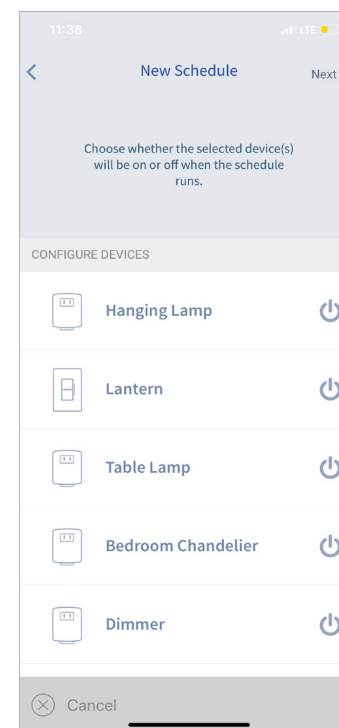 11:38 LTE
New Schedule Next
Choose whether the selected device(s)
will be on or off when the schedule
runs.
CONFIGURE DEVICES
Hanging Lamp
Lantern
Table Lamp
Bedroom Chandelier
Dimmer
Cancel